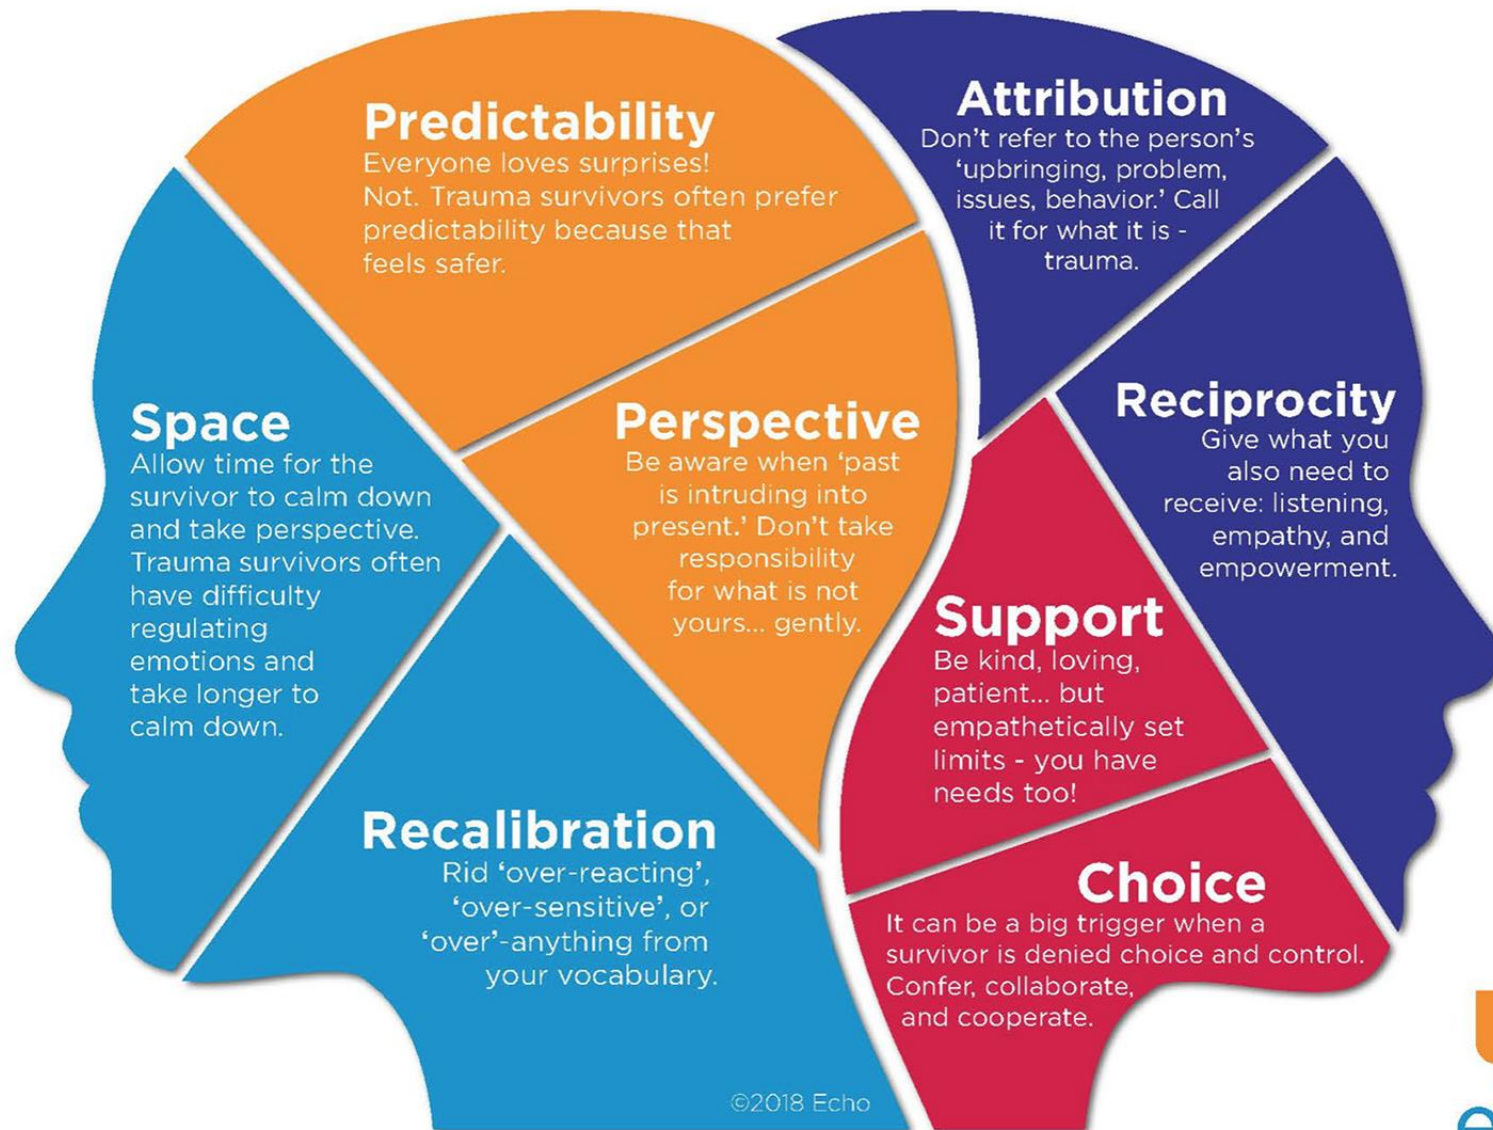 Predictability
Everyone loves surprises!
Not. Trauma survivors often prefer
predictability because that
feels safer.
Attribution
Don’t refer to the person’s
‘upbringing, problem,
issues, behavior.’ Call
it for what it is -
trauma.
Space
Allow time for the
survivor to calm down
and take perspective.
Trauma survivors often
have difficulty
regulating
emotions and
take longer to
calm down.
Perspective
Be aware when ‘past
is intruding into
present.’ Don’t take
responsibility
for what is not
yours... gently.
Reciprocity
Give what you
also need to
receive: listening,
empathy, and
empowerment.
Support
Be kind, loving,
patient... but
empathetically set
limits - you have
needs too!
Recalibration
Rid ‘over-reacting’,
‘over-sensitive’, or
‘over’-anything from
your vocabulary.
Choice
It can be a big trigger when a
survivor is denied choice and control.
Confer, collaborate,
and cooperate.
©2018 Echo